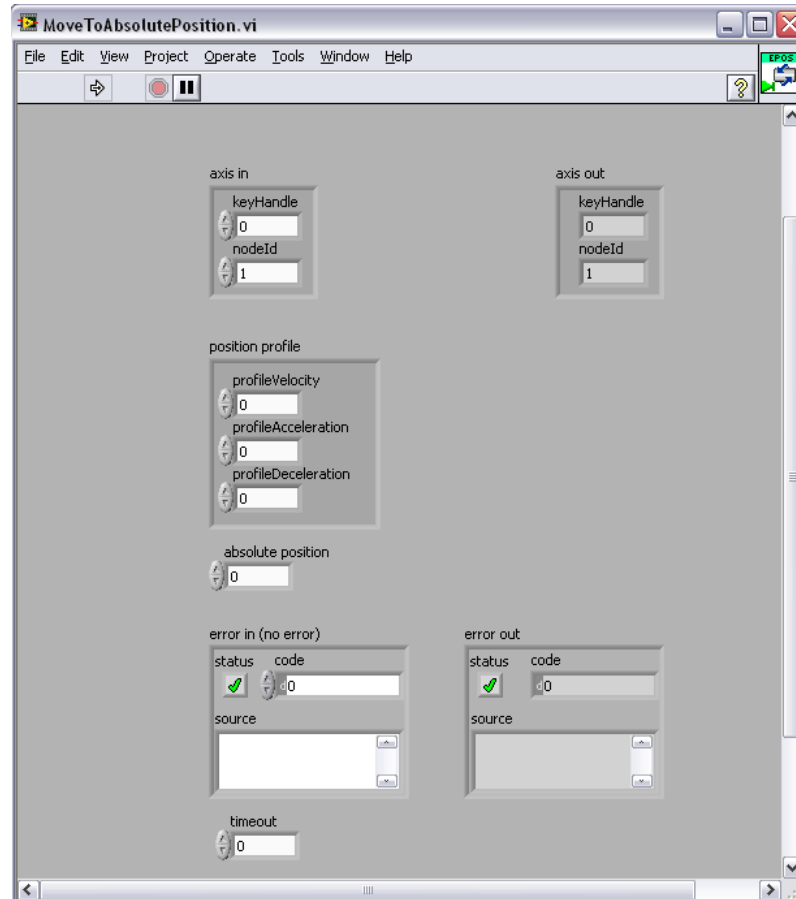 MoveToAbsolutePosition.vi
File Edit View Project Operate Tools Window Help
EPOS
?
axis in
axis out
keyHandle
keyHandle
0
0
nodeId
nodeId
1
1
position profile
profileVelocity
0
profileAcceleration
0
profileDeceleration
0
absolute position
0
error in (no error)
error out
status code
status code
d0
d0
source
source
timeout
0